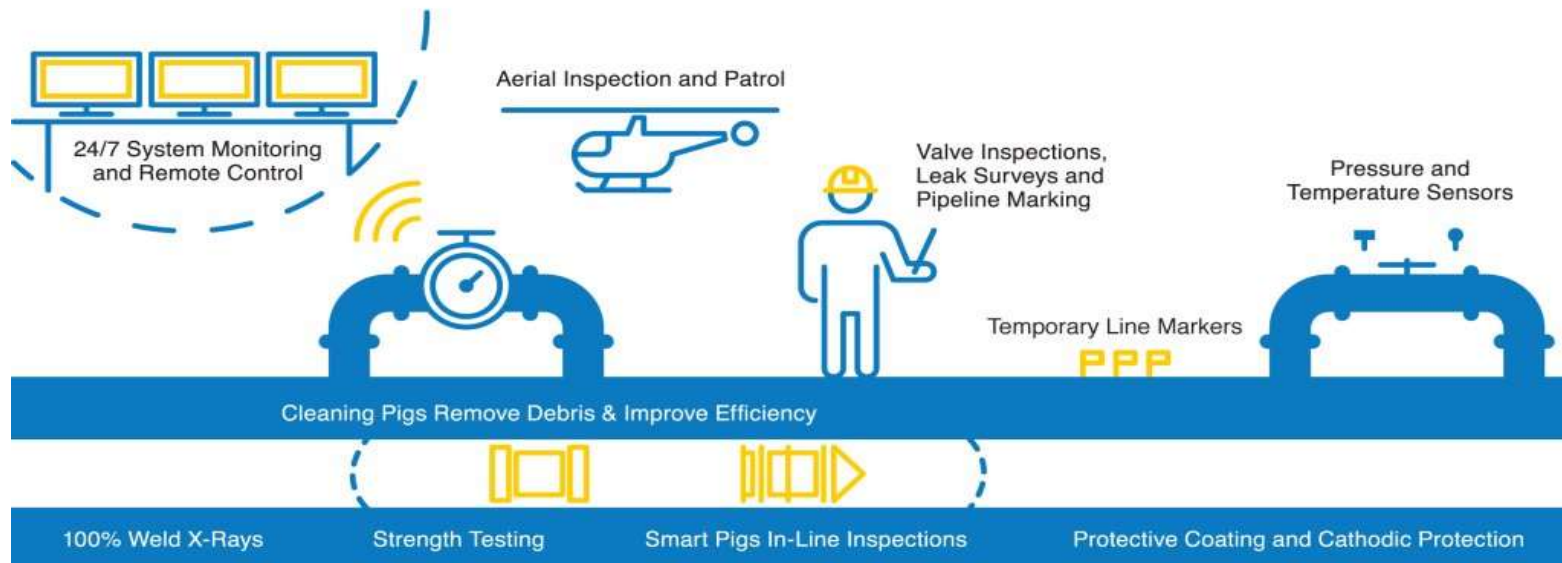 24/7 System Monitoring
and Remote Control
Aerial Inspection and Patrol
Valve Inspections,
Leak Surveys and
Pipeline Marking
Pressure and
Temperature Sensors
Temporary Line Markers
Cleaning Pigs Remove Debris & Improve Efficiency
100% Weld X-Rays
Strength Testing
Smart Pigs In-Line Inspections
Protective Coating and Cathodic Protection